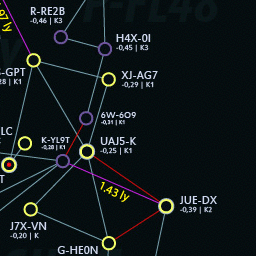 R-RE2B
-0,46 | K3
H4X-0I
-0,45 | K3
-GPT
28 | K1
XJ-AG7
-0,29 | K1
6W-6O9
-0,31 | K1
LC
K-YL9T
-0,28 | K1
UAJ5-K
-0,25 | K1
T
1.43 ly
JUE-DX
-0,39 | K2
J7X-VN
-0,20 | K
G-HE0N